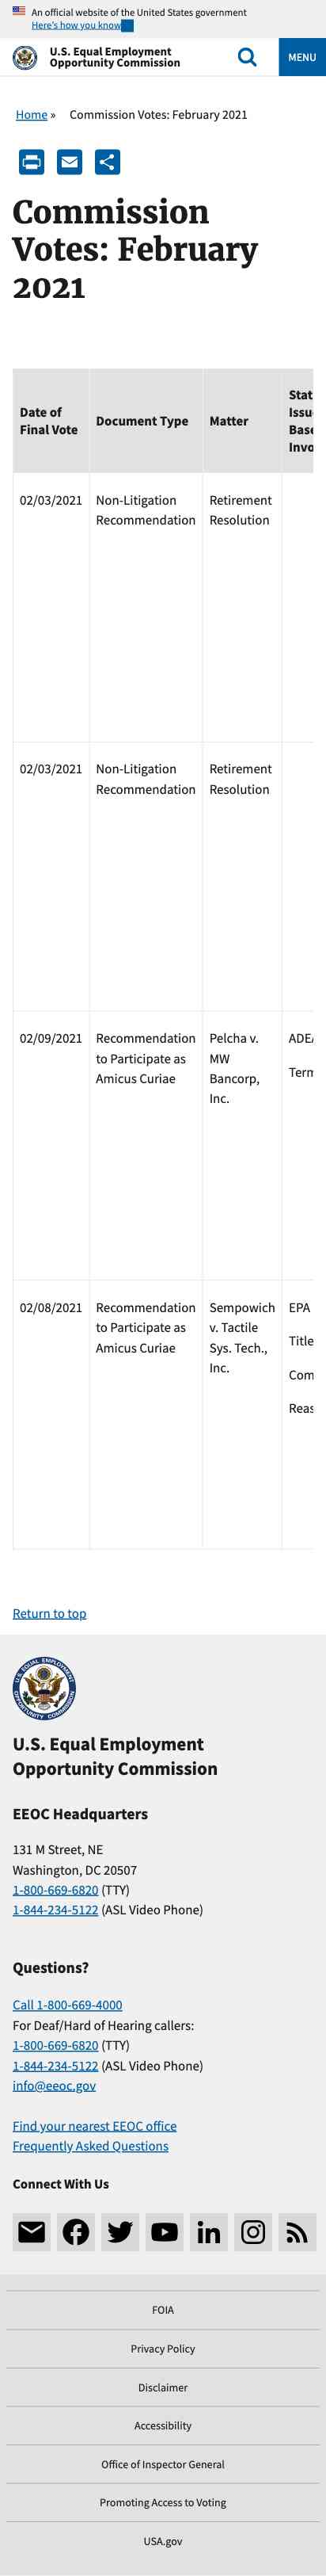 An official website of the United States government
Here's how you know
U.S. Equal Employment
Opportunity Commission
MENU
Home » Commission Votes: February 2021
Commission
Votes: February
2021
Date of
Final Vote
Document Type
Matter
02/03/2021
Non-Litigation
Recommendation
Retirement
Resolution
02/03/2021
Non-Litigation
Recommendation
Retirement
Resolution
02/09/2021
Recommendation
to Participate as
Amicus Curiae
Pelcha v.
MW
Bancorp,
Inc.
02/08/2021
Recommendation
to Participate as
Amicus Curiae
Sempowich
v. Tactile
Sys. Tech.,
Inc.
EPA
Title
Return to top
U.S. Equal Employment
Opportunity Commission
EEOC Headquarters
131 M Street, NE
Washington, DC 20507
1-800-669-6820 (TTY)
1-844-234-5122 (ASL Video Phone)
Questions?
Call 1-800-669-4000
For Deaf/Hard of Hearing callers:
1-800-669-6820 (TTY)
1-844-234-5122 (ASL Video Phone)
info@eeoc.gov
Find your nearest EEOC office
Frequently Asked Questions
Connect With Us
FOIA
Privacy Policy
Disclaimer
Accessibility
Office of Inspector General
Promoting Access to Voting
USA.gov